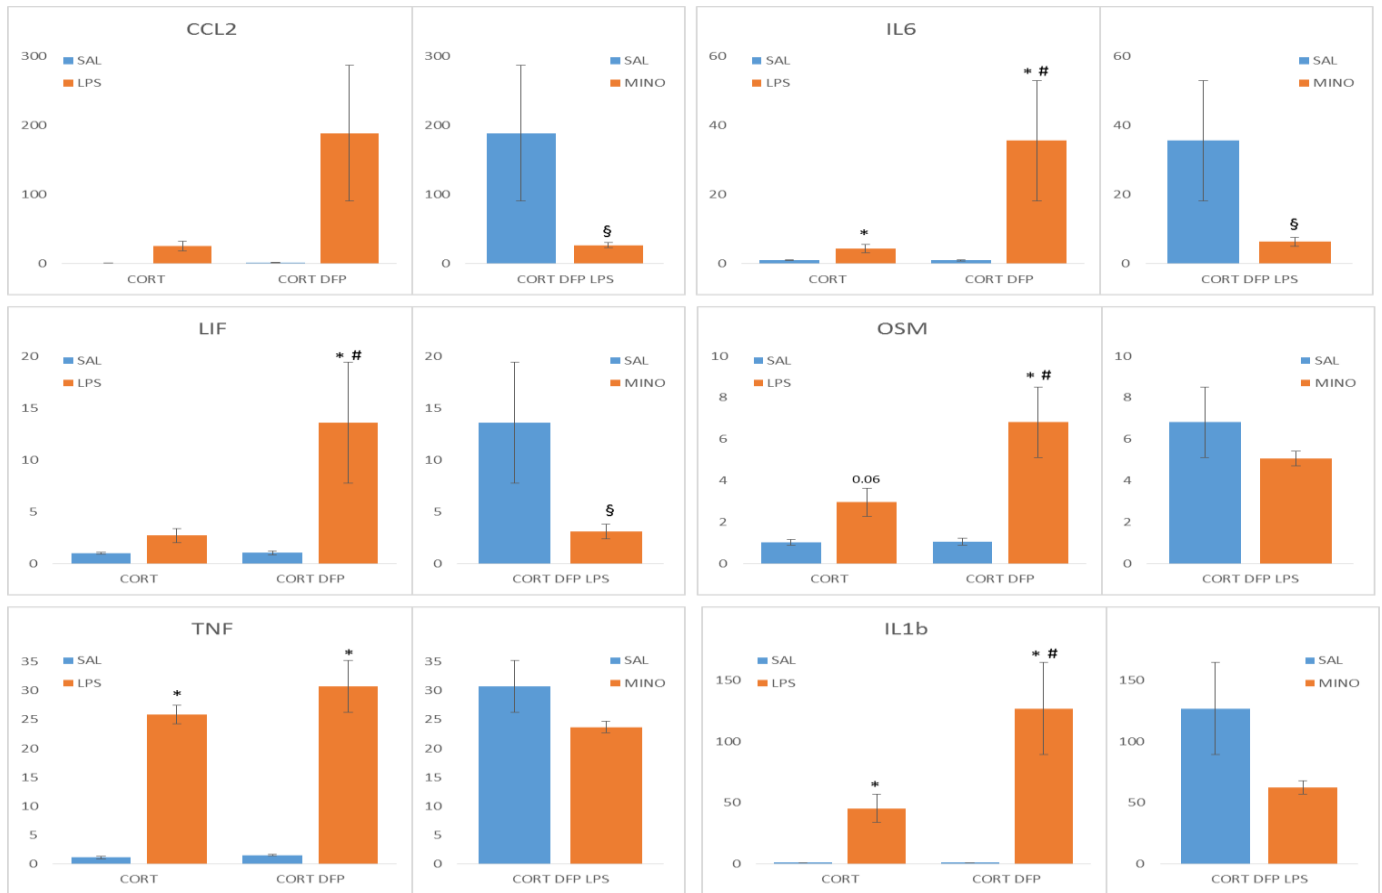 CCL2
300
200
100
0
SAL
LPS
CORT
CORT DFP
300
200
100
0
SAL
MINO
§
CORT DFP LPS
IL6
60
40
20
0
SAL
LPS
*
* #
CORT
CORT DFP
60
40
20
0
SAL
MINO
§
CORT DFP LPS
LIF
20
15
10
5
0
SAL
LPS
* #
CORT
CORT DFP
20
15
10
5
0
SAL
MINO
§
CORT DFP LPS
OSM
10
8
6
4
2
0
SAL
LPS
0.06
* #
CORT
CORT DFP
10
8
6
4
2
0
SAL
MINO
CORT DFP LPS
TNF
35
30
25
20
15
10
5
0
SAL
LPS
*
*
CORT
CORT DFP
35
30
25
20
15
10
5
0
SAL
MINO
CORT DFP LPS
IL1b
150
100
50
0
SAL
LPS
*
* #
CORT
CORT DFP
150
100
50
0
SAL
MINO
CORT DFP LPS